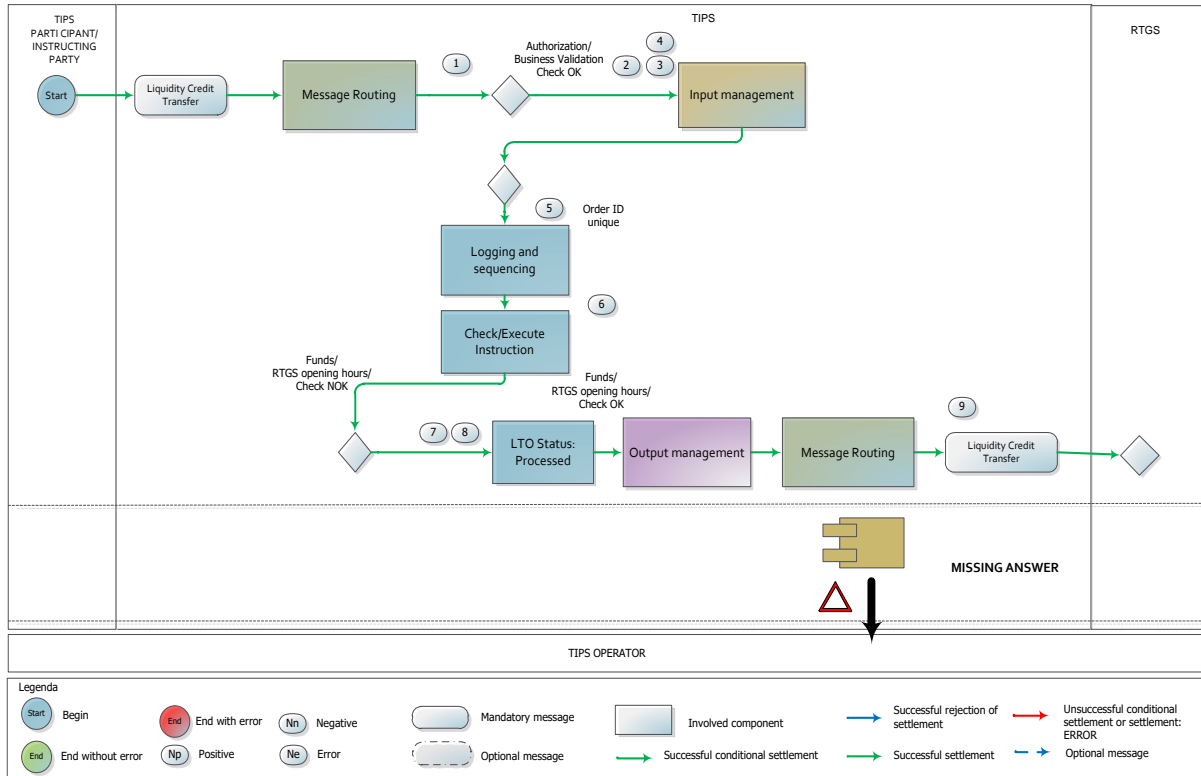 TIPS
PARTI CIPANT/
INSTRUCTING
PARTY
TIPS
RTGS
Start
Liquidity Credit
Transfer
Message Routing
1
Authorization/
Business Validation
Check OK
2
4
3
Input management
5
Order ID
unique
Logging and
sequencing
6
Check/Execute
Instruction
Funds/
RTGS opening hours/
Check NOK
Funds/
RTGS opening hours/
Check OK
7
8
LTO Status:
Processed
Output management
Message Routing
9
Liquidity Credit
Transfer
MISSING ANSWER
TIPS OPERATOR
Legenda
Start
Begin
End
End with error
Nn
Negative
Mandatory message
Involved component
Successful rejection of
settlement
Unsuccessful conditional
settlement or settlement:
ERROR
End
End without error
Np
Positive
Ne
Error
Optional message
Successful conditional settlement
Successful settlement
Optional message